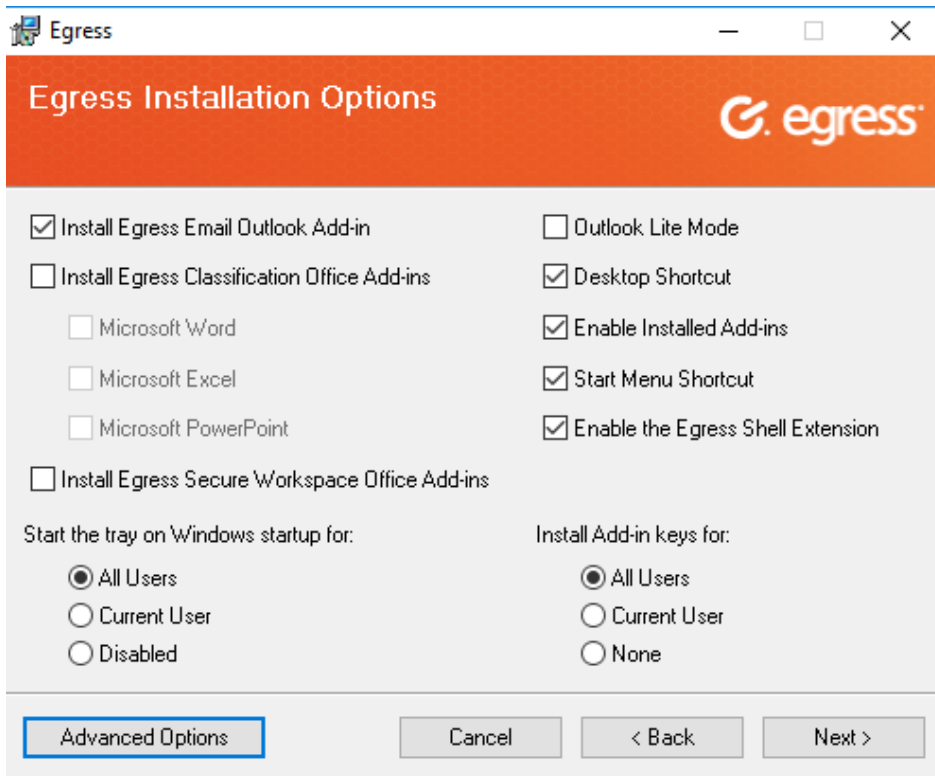 Egress
Egress Installation Options
egress
Install Egress Email Outlook Add-in
Install Egress Classification Office Add-ins
Microsoft Word
Microsoft Excel
Microsoft PowerPoint
Install Egress Secure Workspace Office Add-ins
Outlook Lite Mode
Desktop Shortcut
Enable Installed Add-ins
Start Menu Shortcut
Enable the Egress Shell Extension
Start the tray on Windows startup for:
All Users
Current User
Disabled
Install Add-in keys for:
All Users
Current User
None
Advanced Options
Cancel
< Back
Next >